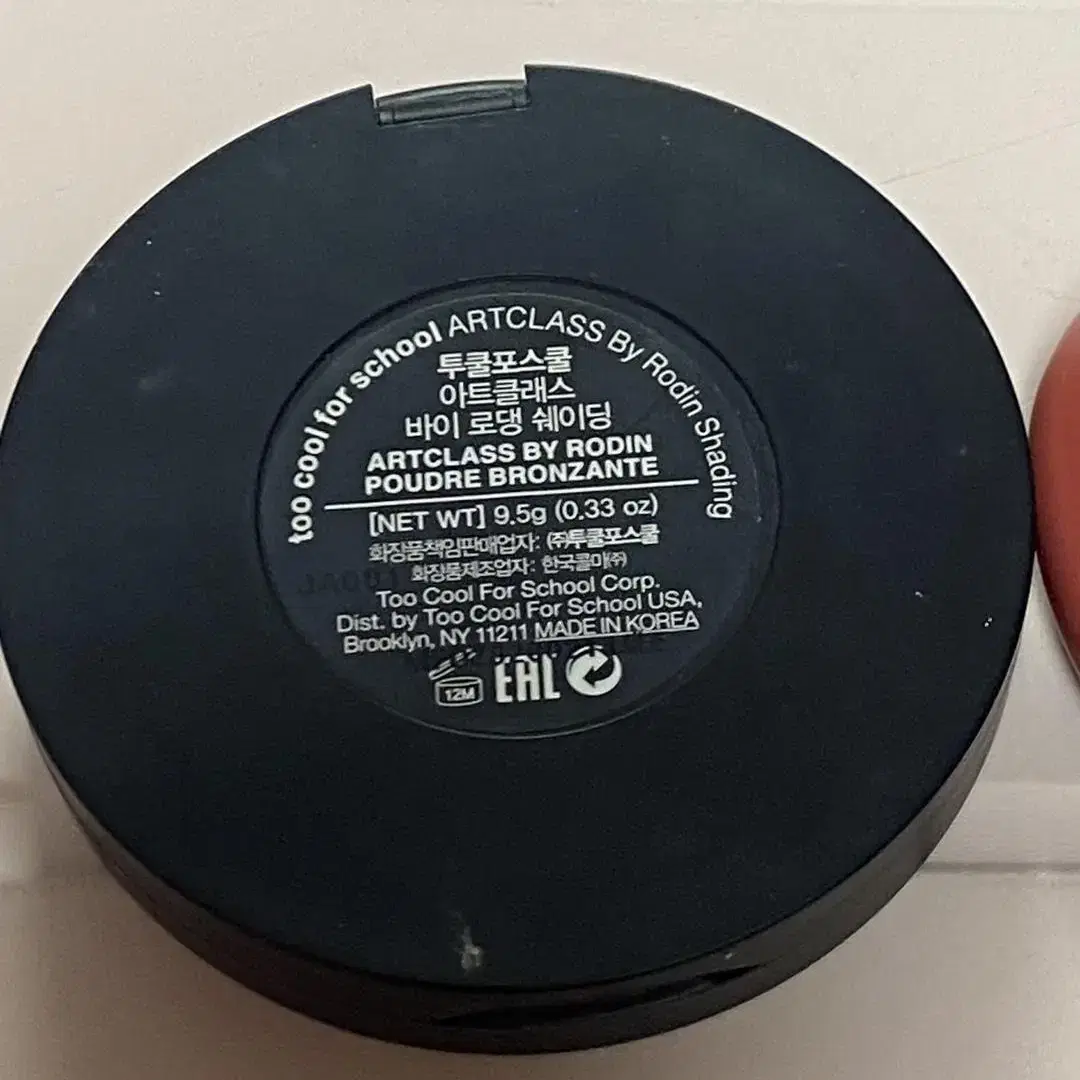 too cool for school ARTCLASS By Rodin Shading
투쿨포스쿨
아트클래스
바이 로댕 쉐이딩
ARTCLASS BY RODIN
POUDRE BRONZANTE
[NET WT] 9.5g (0.33 oz)
화장품책임판매업자: ㈜투쿨포스쿨
화장품제조업자: 한국콜마㈜
Too Cool For School Corp.
Dist. by Too Cool For School USA,
Brooklyn, NY 11211 MADE IN KOREA
12M EAC